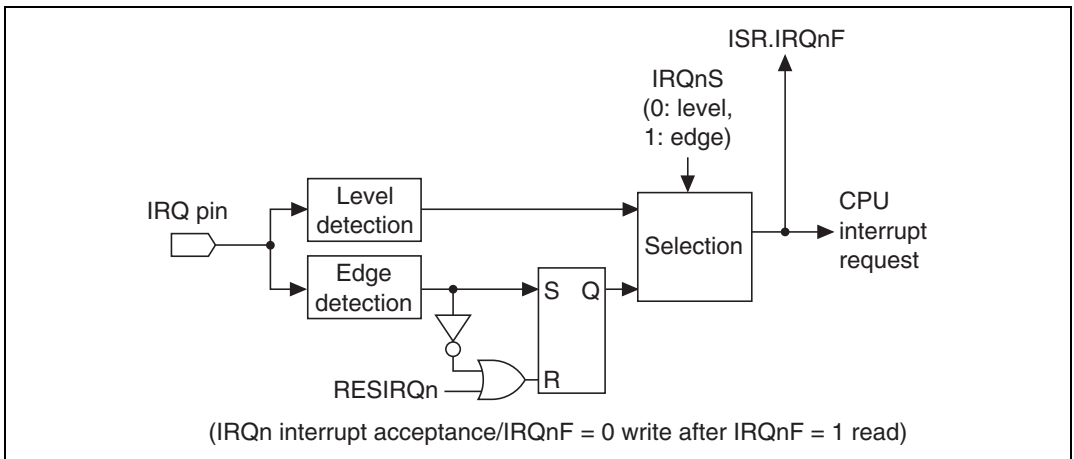 ISR.IRQnF
IRQnS
(0: level,
1: edge)
IRQ pin
Level
detection
Edge
detection
Selection
CPU
interrupt
request
S Q
R
RESIRQn
(IRQn interrupt acceptance/IRQnF = 0 write after IRQnF = 1 read)